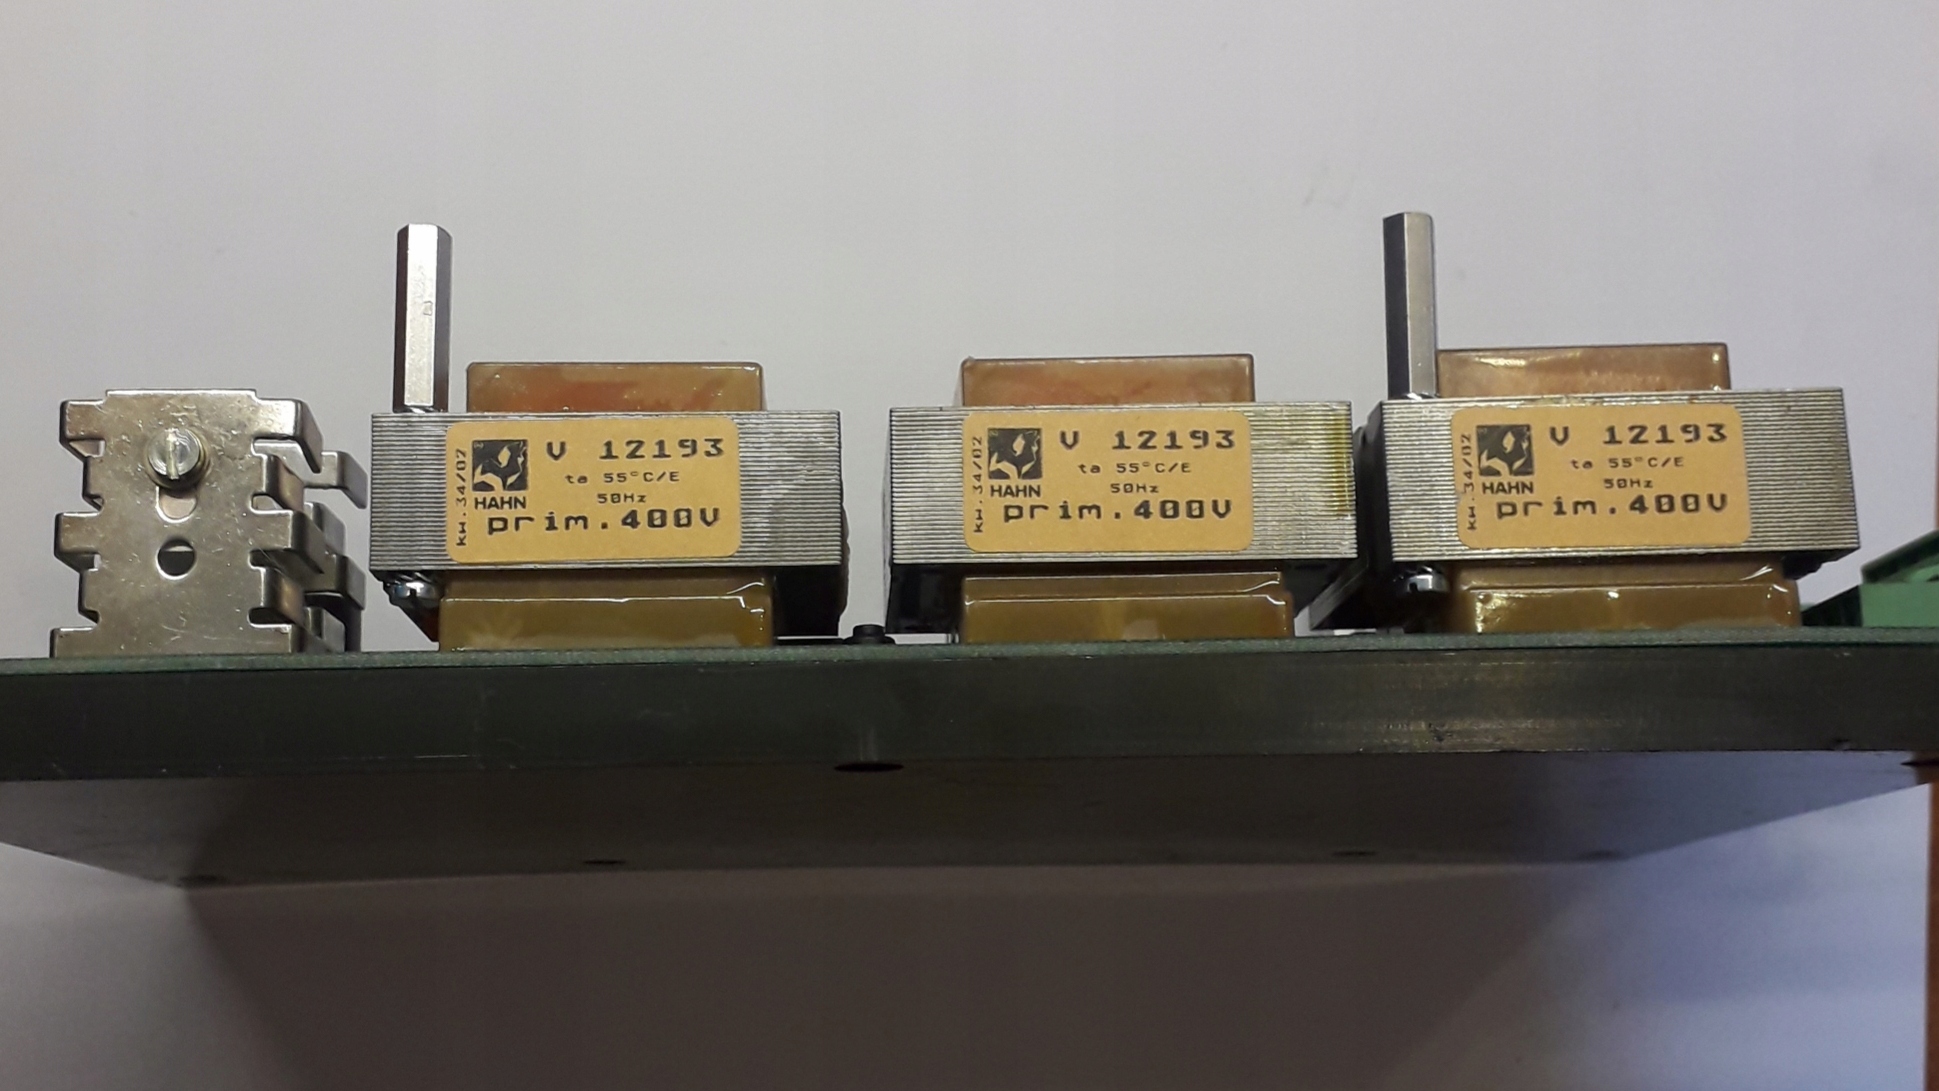 V 12193
ta 55°C/E
50Hz
HAHN
prim.400V
kw.34/02
V 12193
ta 55°C/E
50Hz
HAHN
prim.400V
kw.34/02
V 12193
ta 55°C/E
50Hz
HAHN
prim.400V
kw.34/02